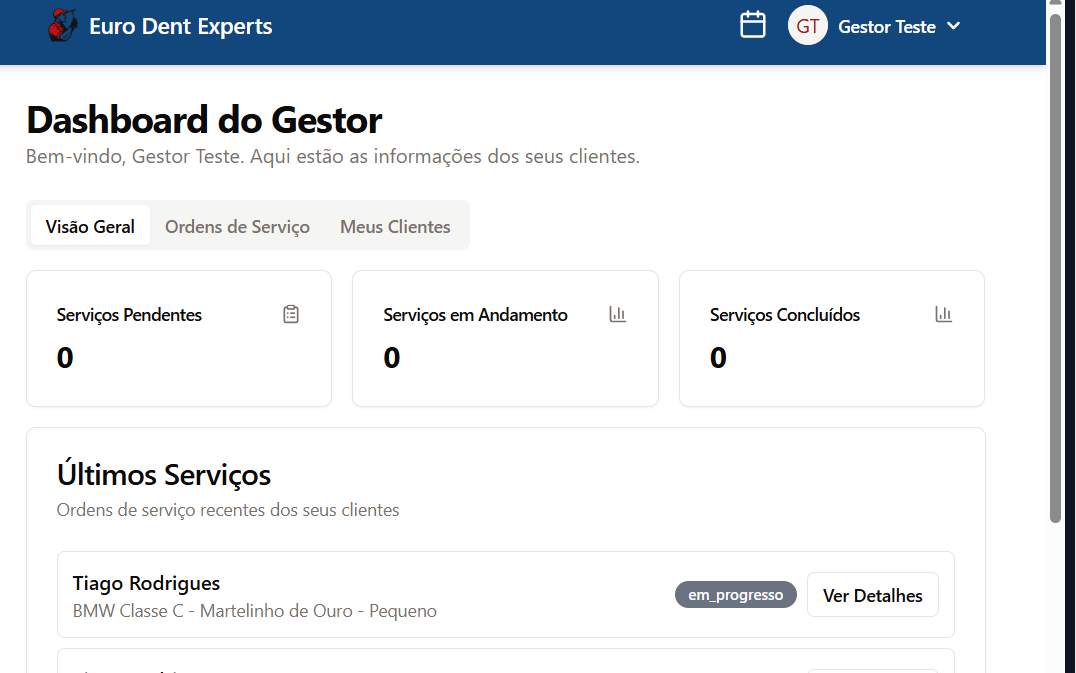 Euro Dent Experts
GT Gestor Teste
Dashboard do Gestor
Bem-vindo, Gestor Teste. Aqui estão as informações dos seus clientes.
Visão Geral Ordens de Serviço Meus Clientes
Serviços Pendentes
0
Serviços em Andamento
0
Serviços Concluídos
0
Últimos Serviços
Ordens de serviço recentes dos seus clientes
Tiago Rodrigues
BMW Classe C - Martelinho de Ouro - Pequeno
em_progresso
Ver Detalhes